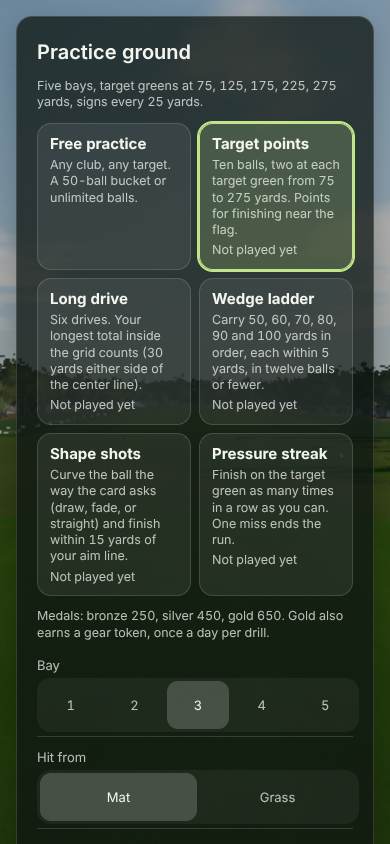 Practice ground
Five bays, target greens at 75, 125, 175, 225, 275
yards, signs every 25 yards.
Free practice
Any club, any target.
A 50-ball bucket or
unlimited balls.
Target points
Ten balls, two at each
target green from 75
to 275 yards. Points
for finishing near the
flag.
Not played yet
Long drive
Six drives. Your
longest total inside
the grid counts (30
yards either side of
the center line).
Not played yet
Wedge ladder
Carry 50, 60, 70, 80,
90 and 100 yards in
order, each within 5
yards, in twelve balls
or fewer.
Not played yet
Shape shots
Curve the ball the
way the card asks
(draw, fade, or
straight) and finish
within 15 yards of
your aim line.
Not played yet
Pressure streak
Finish on the target
green as many times
in a row as you can.
One miss ends the
run.
Not played yet
Medals: bronze 250, silver 450, gold 650. Gold also
earns a gear token, once a day per drill.
Bay
1 2 3 4 5
Hit from
Mat Grass